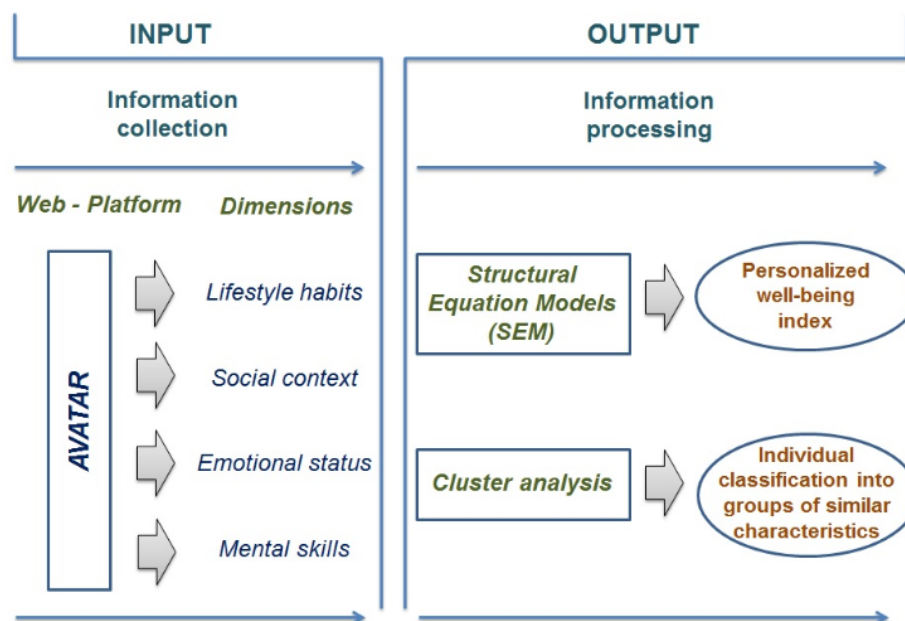 INPUT
Information
collection
Web - Platform
Dimensions
AVATAR
Lifestyle habits
Social context
Emotional status
Mental skills
OUTPUT
Information
processing
Structural
Equation Models
(SEM)
Personalized
well-being
index
Cluster analysis
Individual
classification into
groups of similar
characteristics